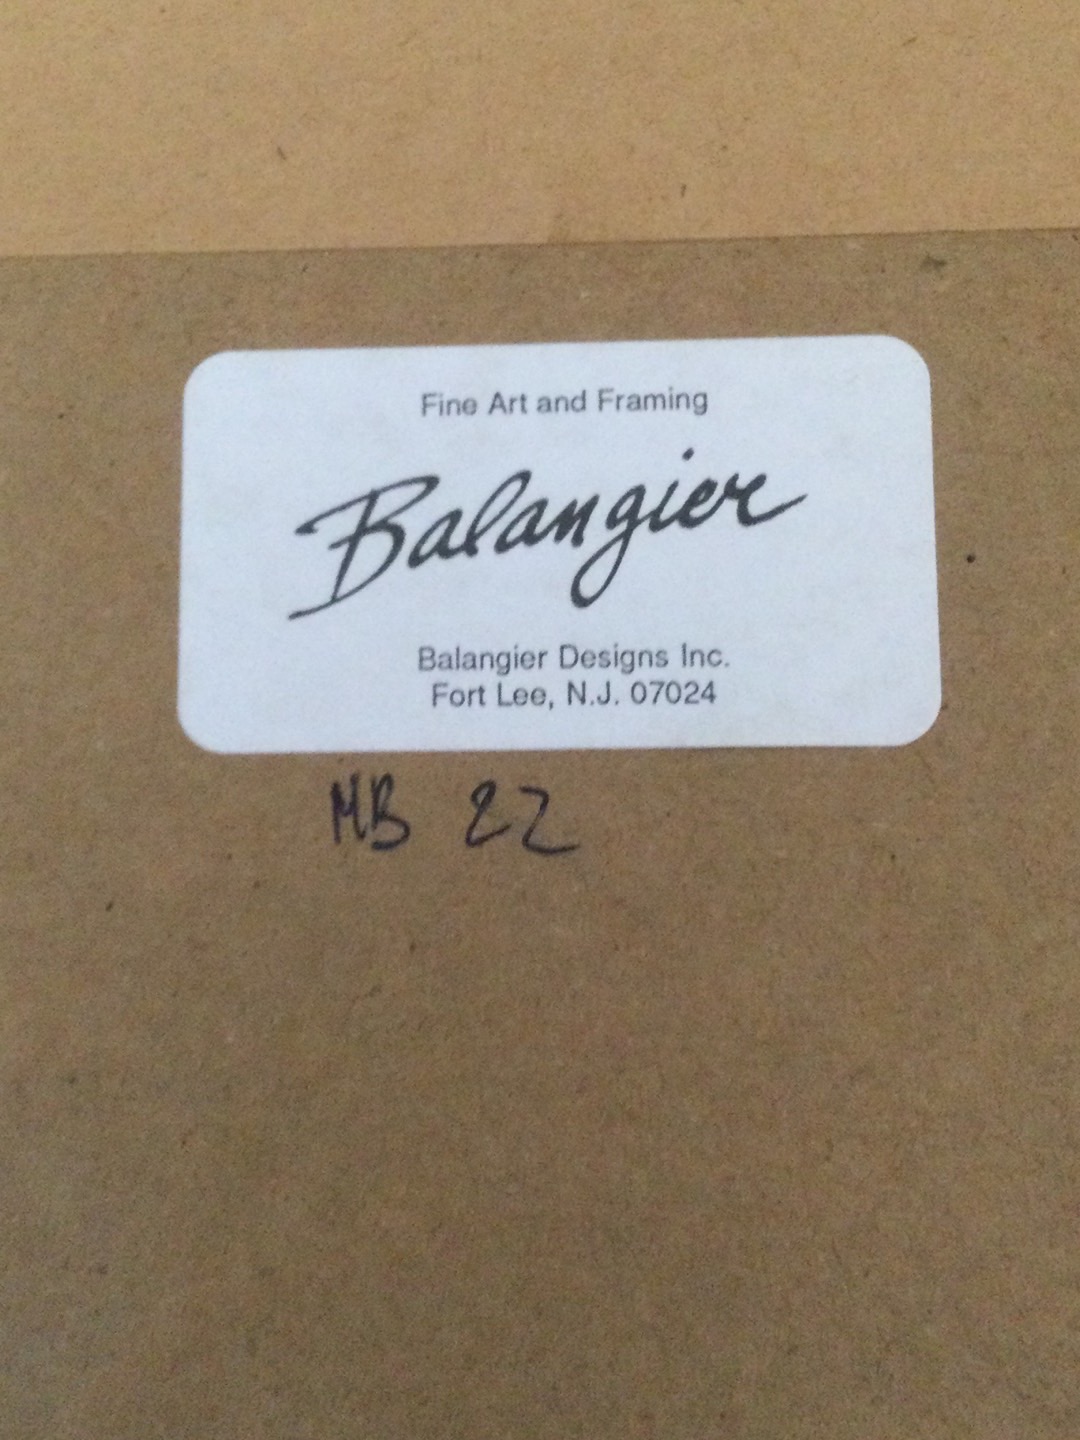 Fine Art and Framing
Balangier
Balangier Designs Inc.
Fort Lee, N.J. 07024
MB 22